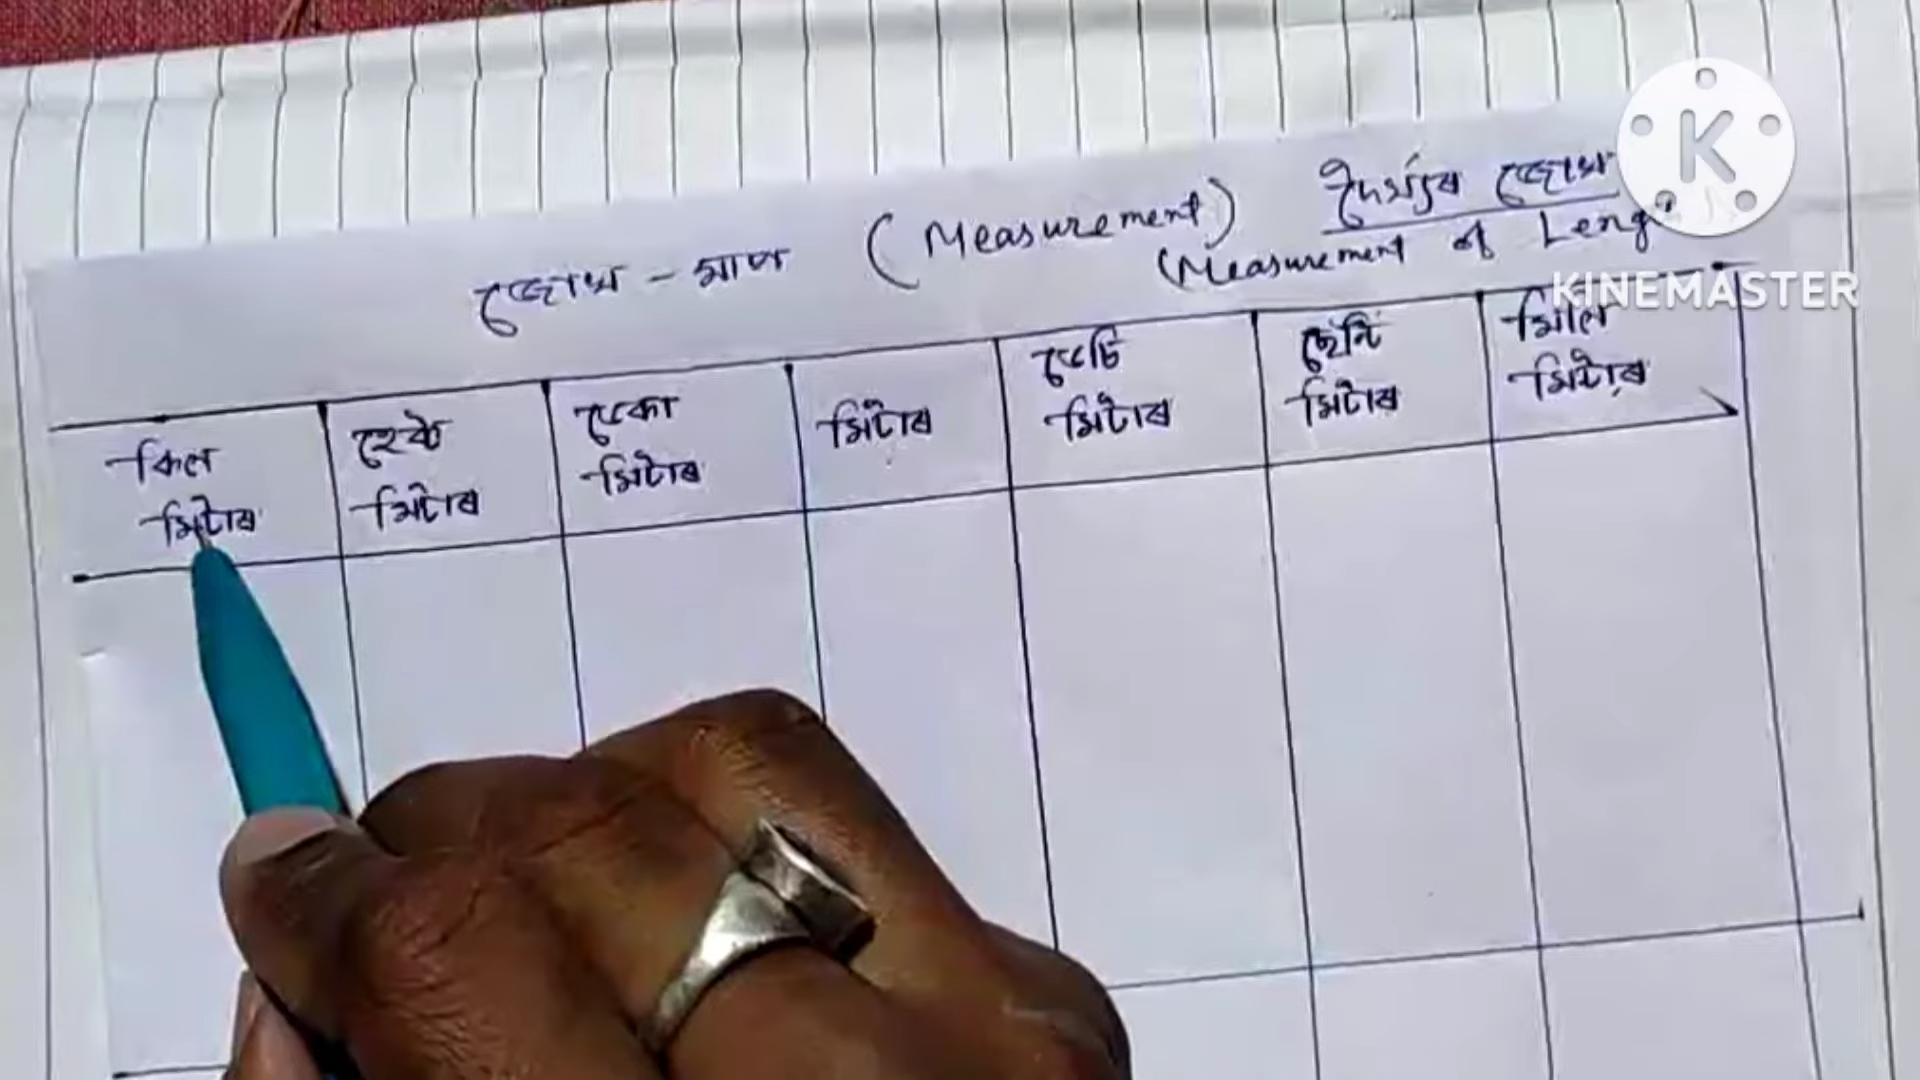 জোখ - মাপ (Measurement) দৈৰ্ঘ্যৰ জোখ
(Measurement of Leng
কিল মিটাৰ
হেক্টো মিটাৰ
ডেকা মিটাৰ
মিটাৰ
ডেচি মিটাৰ
ছেন্টি মিটাৰ
মিলি মিটাৰ
K
KINEMASTER